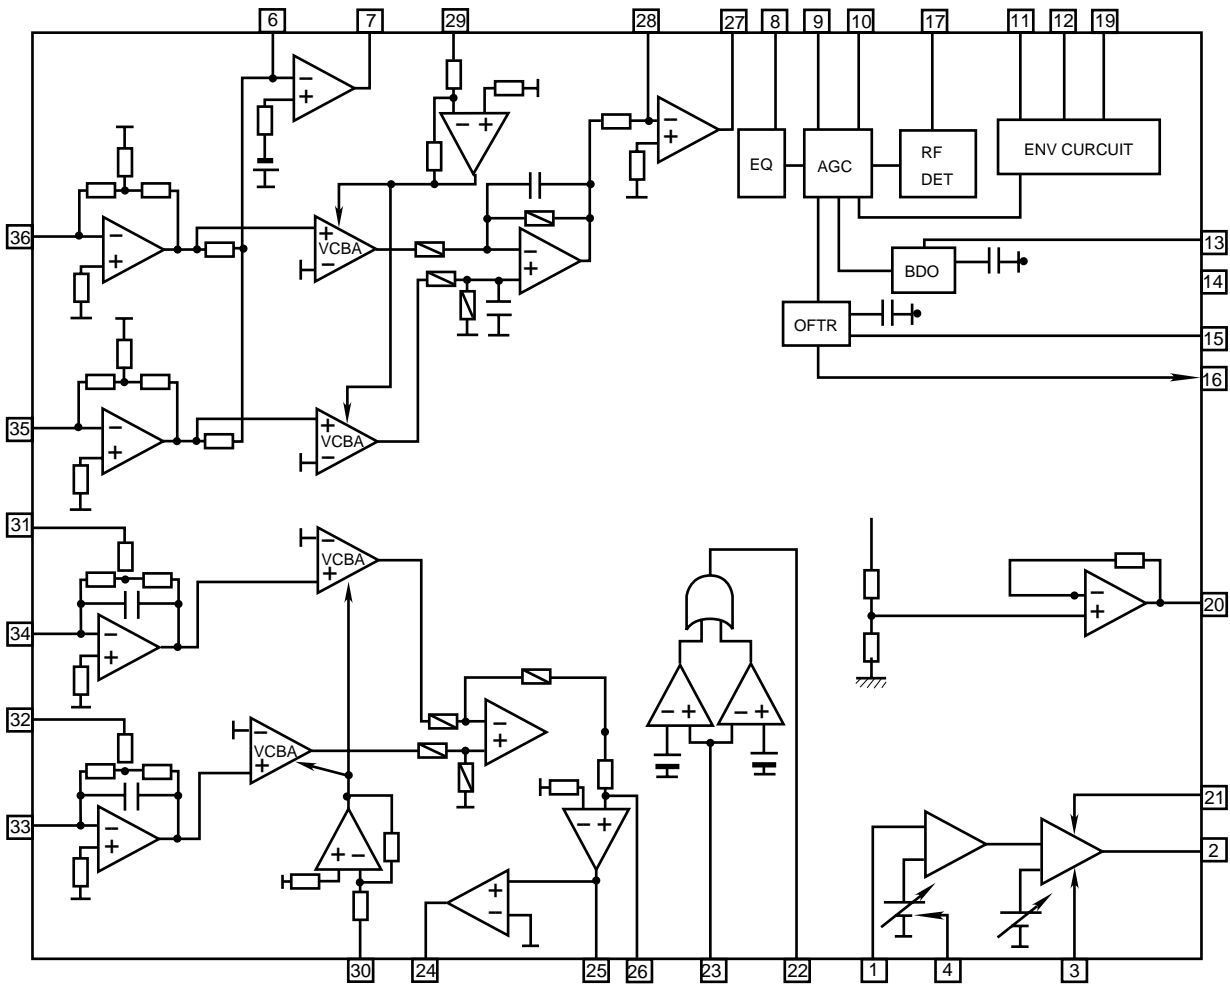 6 7 29 28 27 8 9 10 17 11 12 19
− +
− +
− +
EQ AGC RF DET ENV CURCUIT
36
− +
+ VCBA −
− +
13
BDO
14
OFTR
15
16
35
− +
+ VCBA −
31
− VCBA +
34
− +
− +
20
32
− +
− VCBA +
− + − +
33
− +
− +
21
+ −
2
+ −
30 24 25 26 23 22 1 4 3